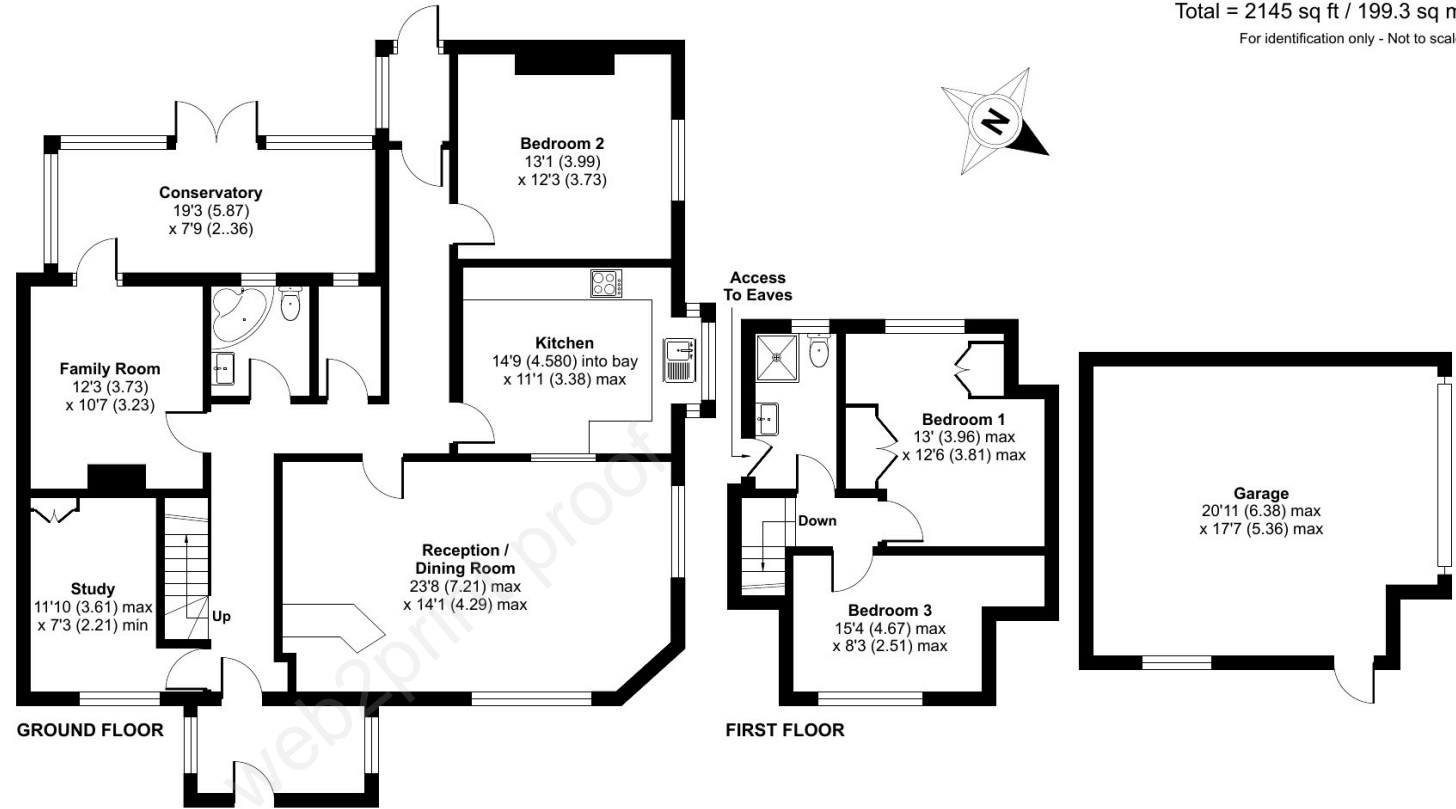 Total = 2145 sq ft / 199.3 sq m
For identification only - Not to scale
N
Bedroom 2
13'1 (3.99)
x 12'3 (3.73)
Conservatory
19'3 (5.87)
x 7'9 (2..36)
Access
To Eaves
Kitchen
14'9 (4.580) into bay
x 11'1 (3.38) max
Family Room
12'3 (3.73)
x 10'7 (3.23)
Bedroom 1
13' (3.96) max
x 12'6 (3.81) max
Garage
20'11 (6.38) max
x 17'7 (5.36) max
Down
Reception /
Dining Room
23'8 (7.21) max
x 14'1 (4.29) max
Study
11'10 (3.61) max
x 7'3 (2.21) min
Up
Bedroom 3
15'4 (4.67) max
x 8'3 (2.51) max
GROUND FLOOR
FIRST FLOOR
web2print proof